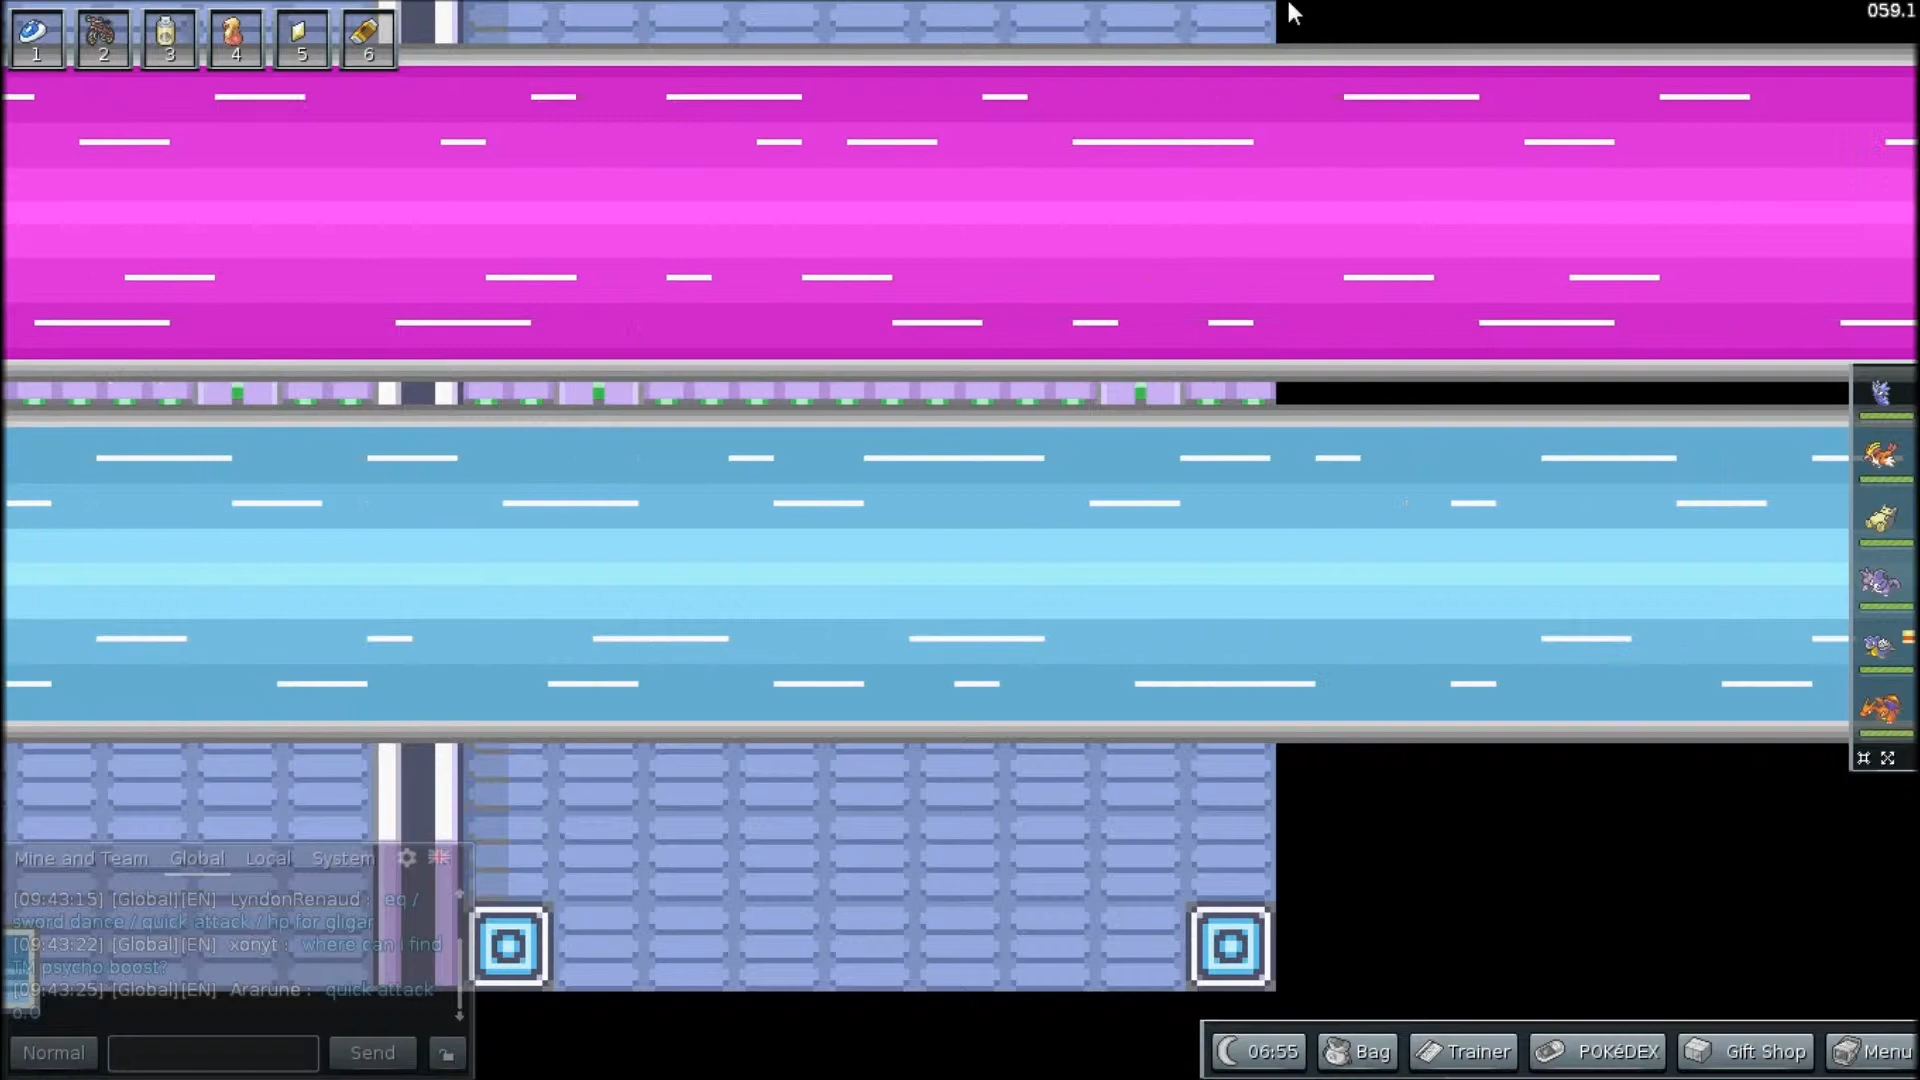 059.1
1 2 3 4 5 6
Mine and Team Global Local System
[09:43:15] [Global][EN] LyndonRenaud : eq /
sword dance / quick attack / hp for gligar
[09:43:22] [Global][EN] xonyt : where can i find
TM psycho boost?
[09:43:25] [Global][EN] Ararune : quick attack
o.O
Normal Send
06:55 Bag Trainer POKéDEX Gift Shop Menu